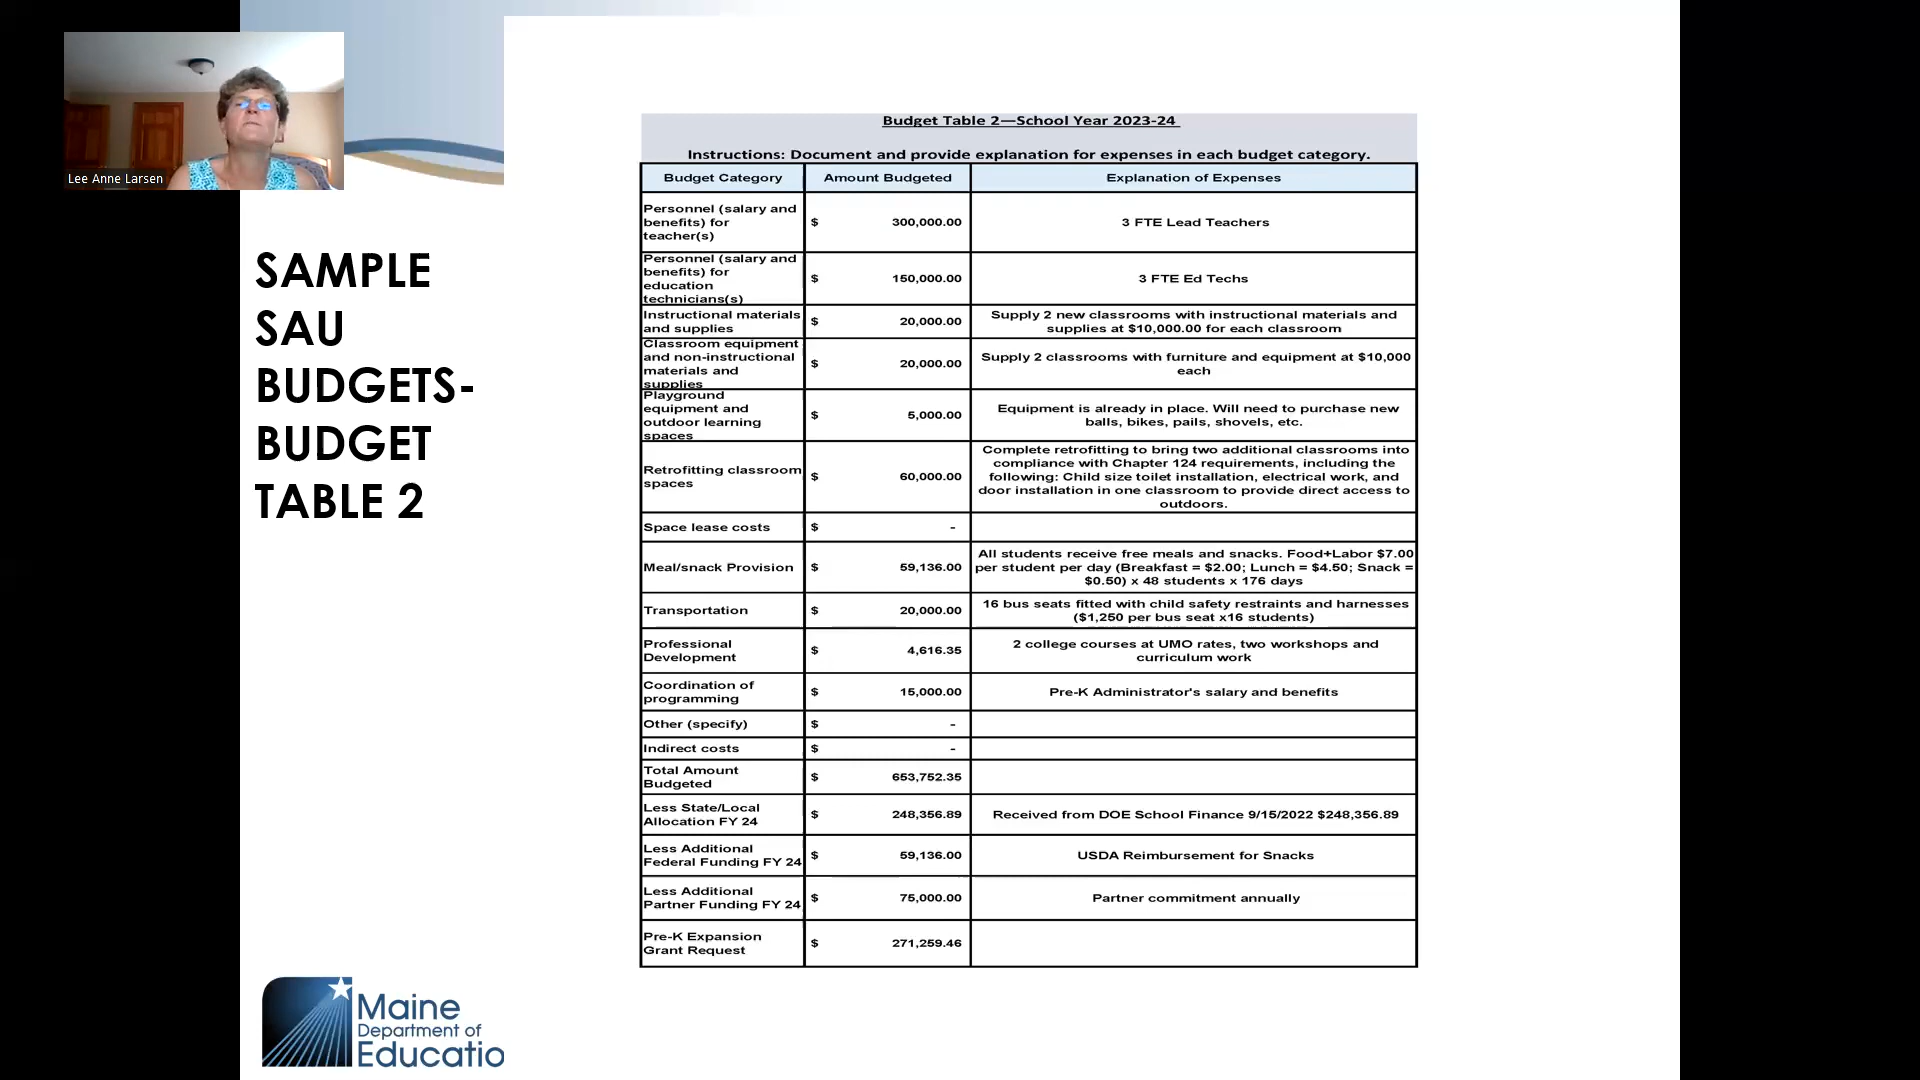 Lee Anne Larsen
SAMPLE
SAU
BUDGETS-
BUDGET
TABLE 2
Budget Table 2—School Year 2023-24
Instructions: Document and provide explanation for expenses in each budget category.
Budget Category Amount Budgeted Explanation of Expenses
Personnel (salary and
benefits) for
teacher(s)
$ 300,000.00
3 FTE Lead Teachers
Personnel (salary and
benefits) for
education
technicians(s)
$ 150,000.00
3 FTE Ed Techs
Instructional materials
and supplies
$ 20,000.00
Supply 2 new classrooms with instructional materials and
supplies at $10,000.00 for each classroom
Classroom equipment
and non-instructional
materials and
supplies
$ 20,000.00
Supply 2 classrooms with furniture and equipment at $10,000
each
Playground
equipment and
outdoor learning
spaces
$ 5,000.00
Equipment is already in place. Will need to purchase new
balls, bikes, pails, shovels, etc.
Retrofitting classroom
spaces
$ 60,000.00
Complete retrofitting to bring two additional classrooms into
compliance with Chapter 124 requirements, including the
following: Child size toilet installation, electrical work, and
door installation in one classroom to provide direct access to
outdoors.
Space lease costs
$ -
Meal/snack Provision
$ 59,136.00
All students receive free meals and snacks. Food+Labor $7.00
per student per day (Breakfast = $2.00; Lunch = $4.50; Snack =
$0.50) x 48 students x 176 days
Transportation
$ 20,000.00
16 bus seats fitted with child safety restraints and harnesses
($1,250 per bus seat x16 students)
Professional
Development
$ 4,616.35
2 college courses at UMO rates, two workshops and
curriculum work
Coordination of
programming
$ 15,000.00
Pre-K Administrator's salary and benefits
Other (specify)
$ -
Indirect costs
$ -
Total Amount
Budgeted
$ 653,752.35
Less State/Local
Allocation FY 24
$ 248,356.89
Received from DOE School Finance 9/15/2022 $248,356.89
Less Additional
Federal Funding FY 24
$ 59,136.00
USDA Reimbursement for Snacks
Less Additional
Partner Funding FY 24
$ 75,000.00
Partner commitment annually
Pre-K Expansion
Grant Request
$ 271,259.46
Maine
Department of
Educatio